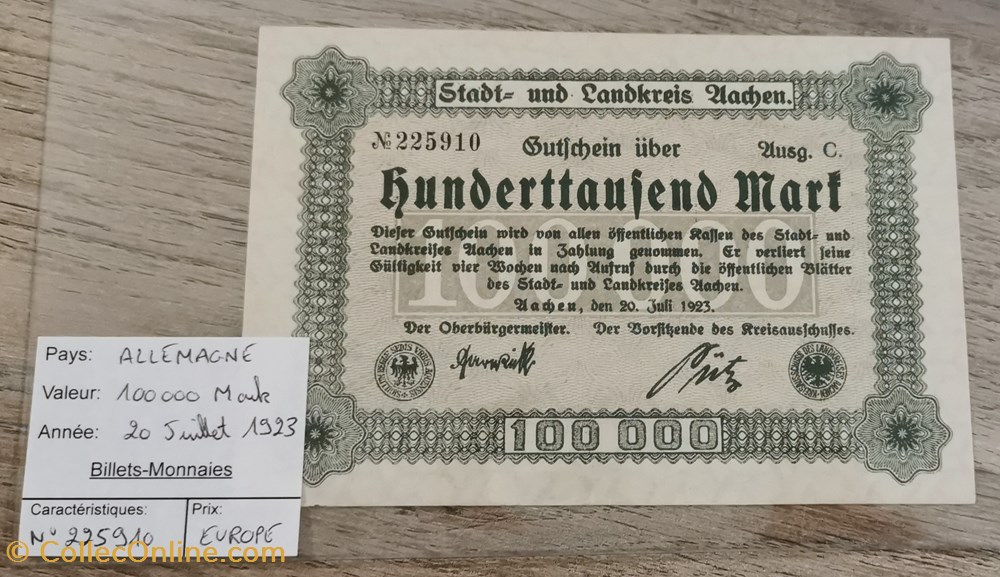 Stadt- und Landkreis Aachen.
№ 225910
Gutschein über
Ausg. C.
Hunderttausend Mark
100 000
Dieser Gutschein wird von allen öffentlichen Kassen des Stadt- und
Landkreises Aachen in Zahlung genommen. Er verliert seine
Gültigkeit vier Wochen nach Aufruf durch die öffentlichen Blätter
des Stadt- und Landkreises Aachen.
Aachen, den 20. Juli 1923.
Der Oberbürgermeister. Der Vorsitzende des Kreisausschusses.
100 000
Pays: ALLEMAGNE
Valeur: 100 000 Mark
Année: 20 Juillet 1923
Billets-Monnaies
Caractéristiques:
N° 225910
Prix:
EUROPE
© CollecOnline.com